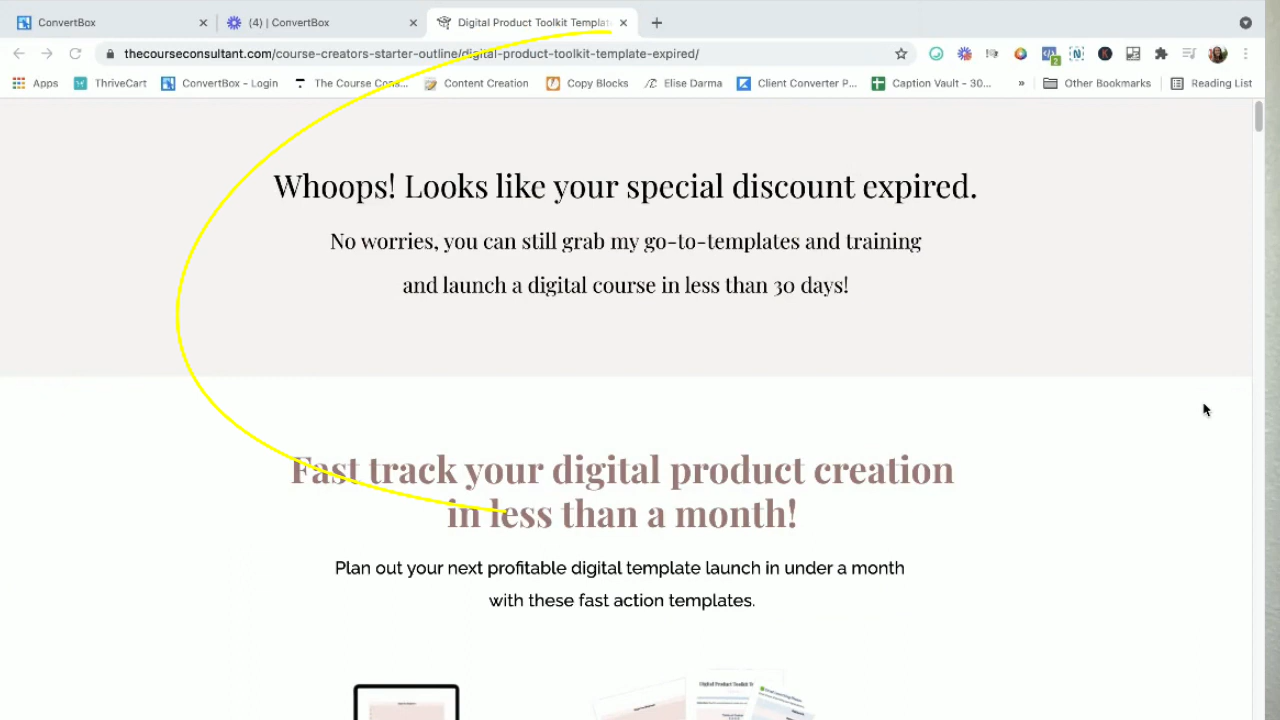 ConvertBox
(4) | ConvertBox
Digital Product Toolkit Templat
thecourseconsultant.com/course-creators-starter-outline/digital-product-toolkit-template-expired/
Apps
ThriveCart
ConvertBox - Login
The Course Cons...
Content Creation
Copy Blocks
Elise Darma
Client Converter P...
Caption Vault - 30...
»
Other Bookmarks
Reading List
Whoops! Looks like your special discount expired.
No worries, you can still grab my go-to-templates and training
and launch a digital course in less than 30 days!
Fast track your digital product creation
in less than a month!
Plan out your next profitable digital template launch in under a month
with these fast action templates.
Digital Product Toolkit T